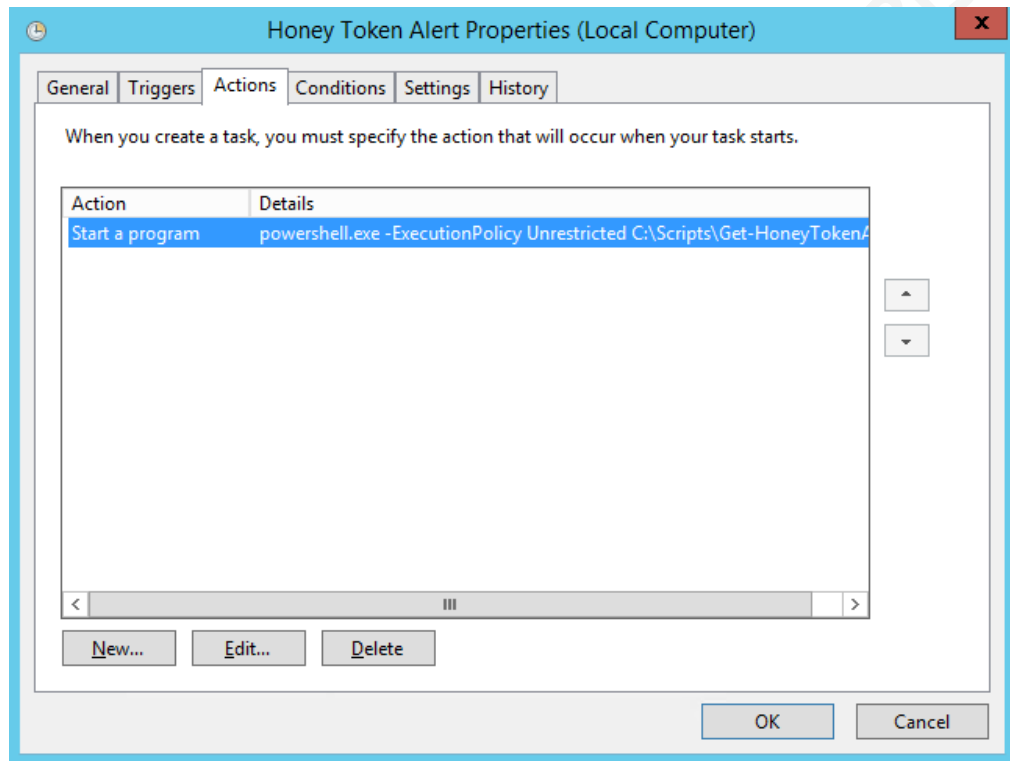 Honey Token Alert Properties (Local Computer)
x
General Triggers Actions Conditions Settings History
When you create a task, you must specify the action that will occur when your task starts.
Action Details
Start a program powershell.exe -ExecutionPolicy Unrestricted C:\Scripts\Get-HoneyTokenA
New... Edit... Delete
OK Cancel